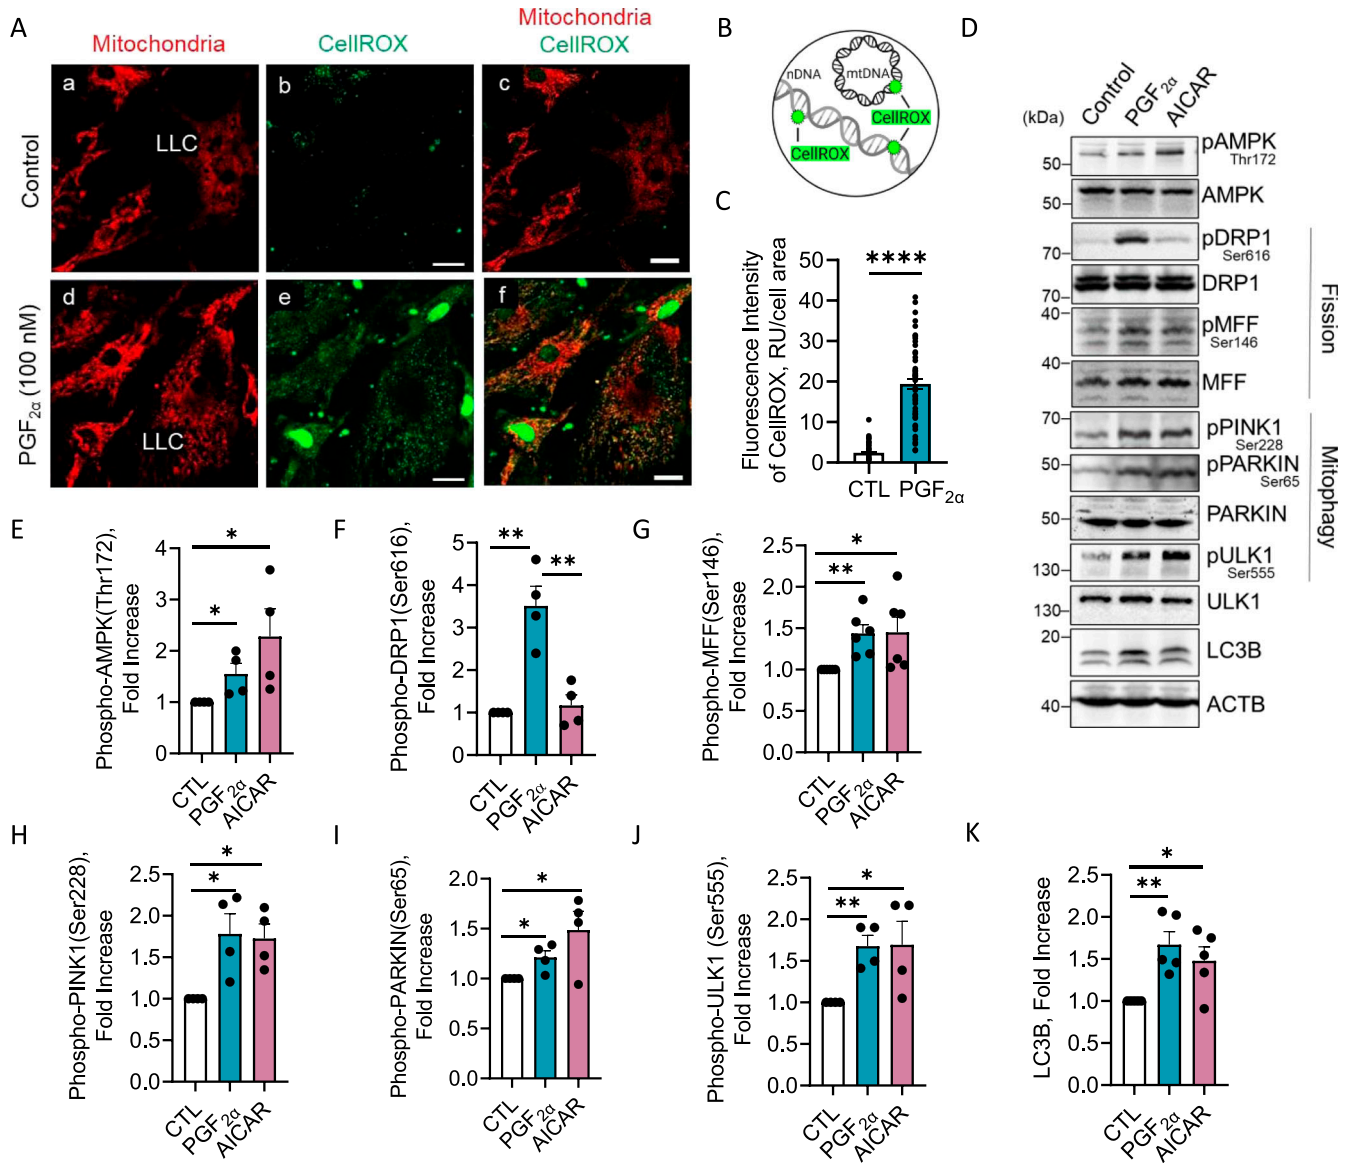 A
Mitochondria
CellROX
Mitochondria
CellROX
Control
a
LLC
b
c
PGF2α (100 nM)
d
LLC
e
f
B
nDNA
mtDNA
CellROX
CellROX
C
Fluorescence Intensity
of CellROX, RU/cell area
50
40
30
20
10
0
****
CTL
PGF2α
D
(kDa)
Control
PGF2α
AICAR
50
pAMPK
Thr172
50
AMPK
70
pDRP1
Ser616
70
DRP1
40
pMFF
Ser146
40
MFF
Fission
70
pPINK1
Ser228
50
pPARKIN
Ser65
50
PARKIN
130
pULK1
Ser555
Mitophagy
130
ULK1
20
LC3B
40
ACTB
E
Phospho-AMPK(Thr172),
Fold Increase
4
3
2
1
0
*
*
CTL
PGF2α
AICAR
F
Phospho-DRP1(Ser616),
Fold Increase
5
4
3
2
1
0
**
**
CTL
PGF2α
AICAR
G
Phospho-MFF(Ser146),
Fold Increase
2.5
2.0
1.5
1.0
0.5
0.0
*
**
CTL
PGF2α
AICAR
H
Phospho-PINK1(Ser228),
Fold Increase
2.5
2.0
1.5
1.0
0.5
0.0
*
*
CTL
PGF2α
AICAR
I
Phospho-PARKIN(Ser65),
Fold Increase
2.0
1.5
1.0
0.5
0.0
*
*
CTL
PGF2α
AICAR
J
Phospho-ULK1 (Ser555),
Fold Increase
2.5
2.0
1.5
1.0
0.5
0.0
*
**
CTL
PGF2α
AICAR
K
LC3B, Fold Increase
2.5
2.0
1.5
1.0
0.5
0.0
*
**
CTL
PGF2α
AICAR